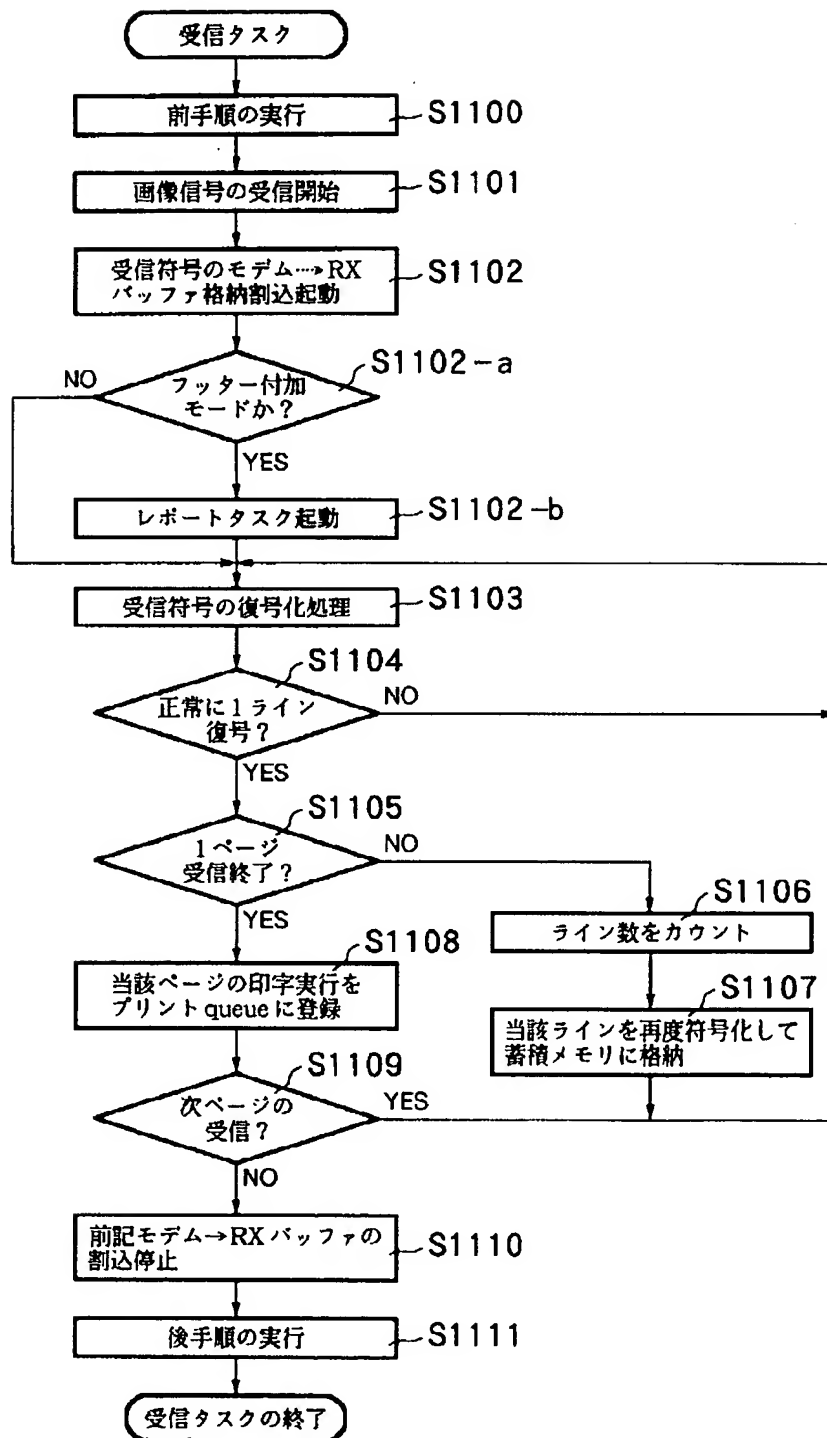 受信タスク
前手順の実行
S1100
画像信号の受信開始
S1101
受信符号のモデム····→RX
バッファ格納割込起動
S1102
S1102-a
NO
フッター付加
モードか？
YES
レポートタスク起動
S1102-b
受信符号の復号化処理
S1103
S1104
正常に1ライン
復号？
NO
YES
S1105
1ページ
受信終了？
NO
YES
S1106
ライン数をカウント
S1107
当該ラインを再度符号化して
蓄積メモリに格納
S1108
当該ページの印字実行を
プリントqueueに登録
S1109
次ページの
受信？
YES
NO
前記モデム→RXバッファの
割込停止
S1110
後手順の実行
S1111
受信タスクの終了